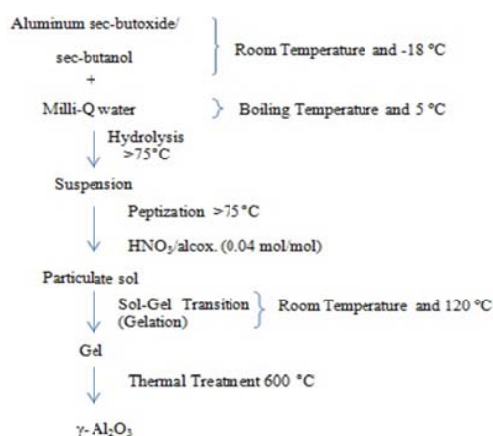 Aluminum sec-butoxide/
sec-butanol
Room Temperature and -18 °C
+
Milli-Q water
Boiling Temperature and 5 °C
Hydrolysis
>75°C
Suspension
Peptization >75°C
HNO₃/alcox. (0.04 mol/mol)
Particulate sol
Sol-Gel Transition
(Gelation)
Room Temperature and 120 °C
Gel
Thermal Treatment 600 °C
γ-Al₂O₃